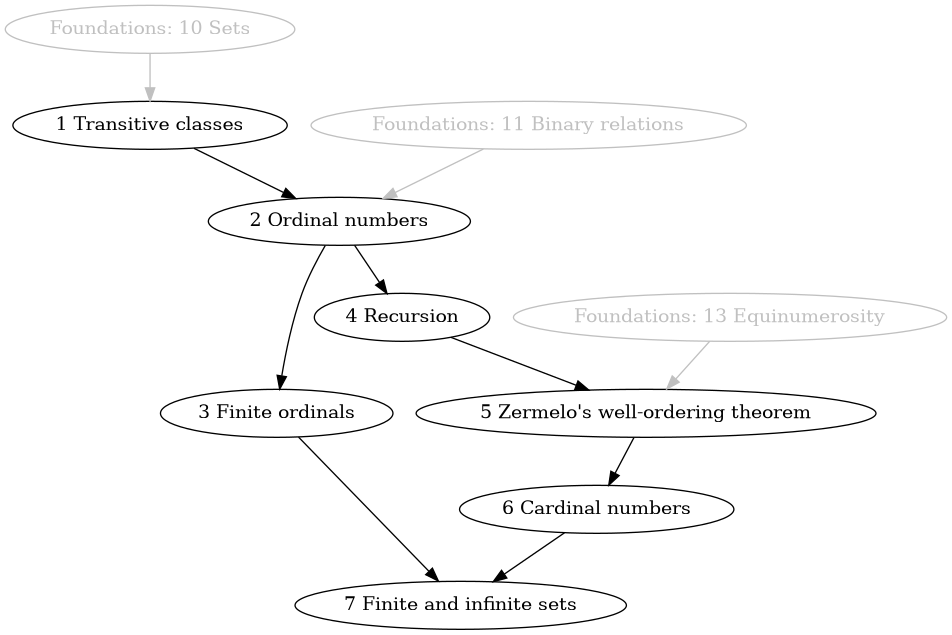 Foundations: 10 Sets
1 Transitive classes
Foundations: 11 Binary relations
2 Ordinal numbers
4 Recursion
Foundations: 13 Equinumerosity
3 Finite ordinals
5 Zermelo's well-ordering theorem
6 Cardinal numbers
7 Finite and infinite sets